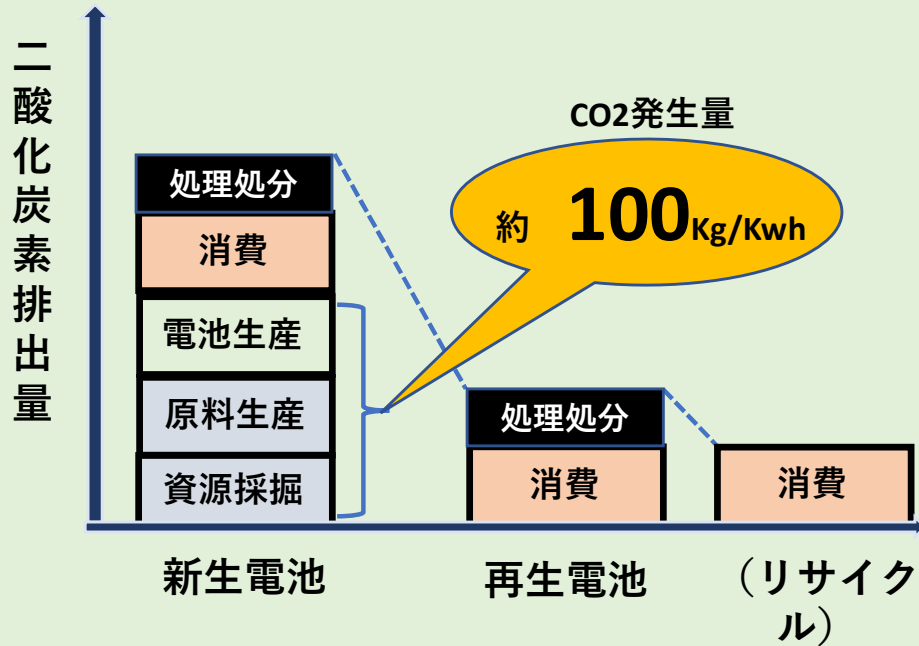 二酸化炭素排出量
CO2発生量
約 100Kg/Kwh
処理処分
消費
電池生産
原料生産
資源採掘
処理処分
消費
消費
新生電池
再生電池
（リサイク
ル）